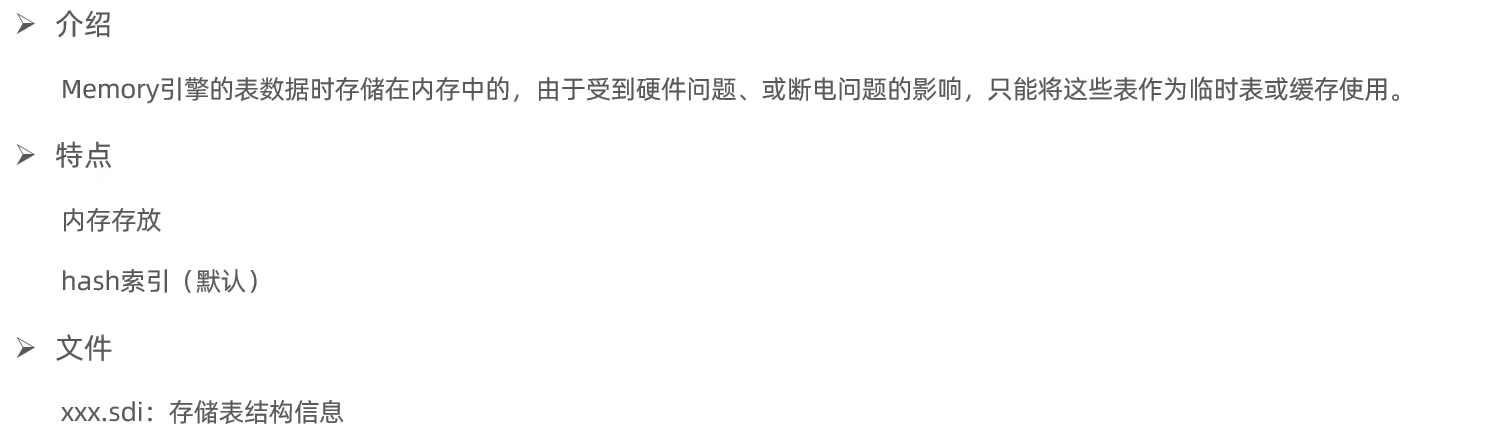 ➢ 介绍
Memory引擎的表数据时存储在内存中的，由于受到硬件问题、或断电问题的影响，只能将这些表作为临时表或缓存使用。
➢ 特点
内存存放
hash索引（默认）
➢ 文件
xxx.sdi：存储表结构信息